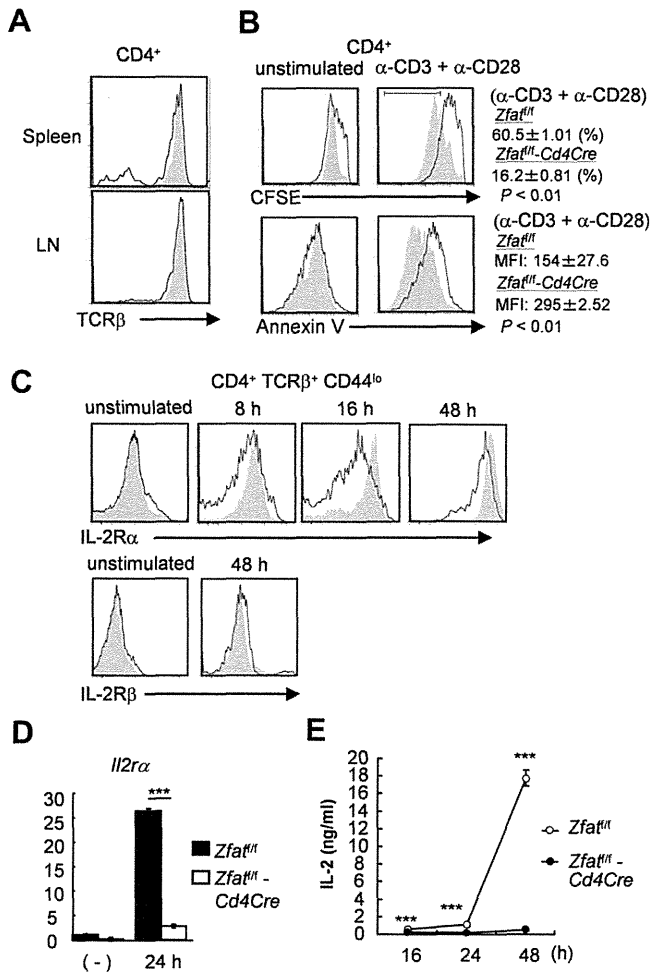 A
CD4⁺
Spleen
LN
TCRβ
B
CD4⁺
unstimulated α-CD3 + α-CD28
CFSE
(α-CD3 + α-CD28)
Zfatf/f
60.5±1.01 (%)
Zfatf/f-Cd4Cre
16.2±0.81 (%)
P < 0.01
Annexin V
(α-CD3 + α-CD28)
Zfatf/f
MFI: 154±27.6
Zfatf/f-Cd4Cre
MFI: 295±2.52
P < 0.01
C
CD4⁺ TCRβ⁺ CD44lo
unstimulated 8 h 16 h 48 h
IL-2Rα
unstimulated 48 h
IL-2Rβ
D
Il2rα
***
30
25
20
15
10
5
0
(-) 24 h
Zfatf/f
Zfatf/f -
Cd4Cre
E
IL-2 (ng/ml)
20
18
16
14
12
10
8
6
4
2
0
*** *** ***
16 24 48 (h)
Zfatf/f
Zfatf/f -
Cd4Cre